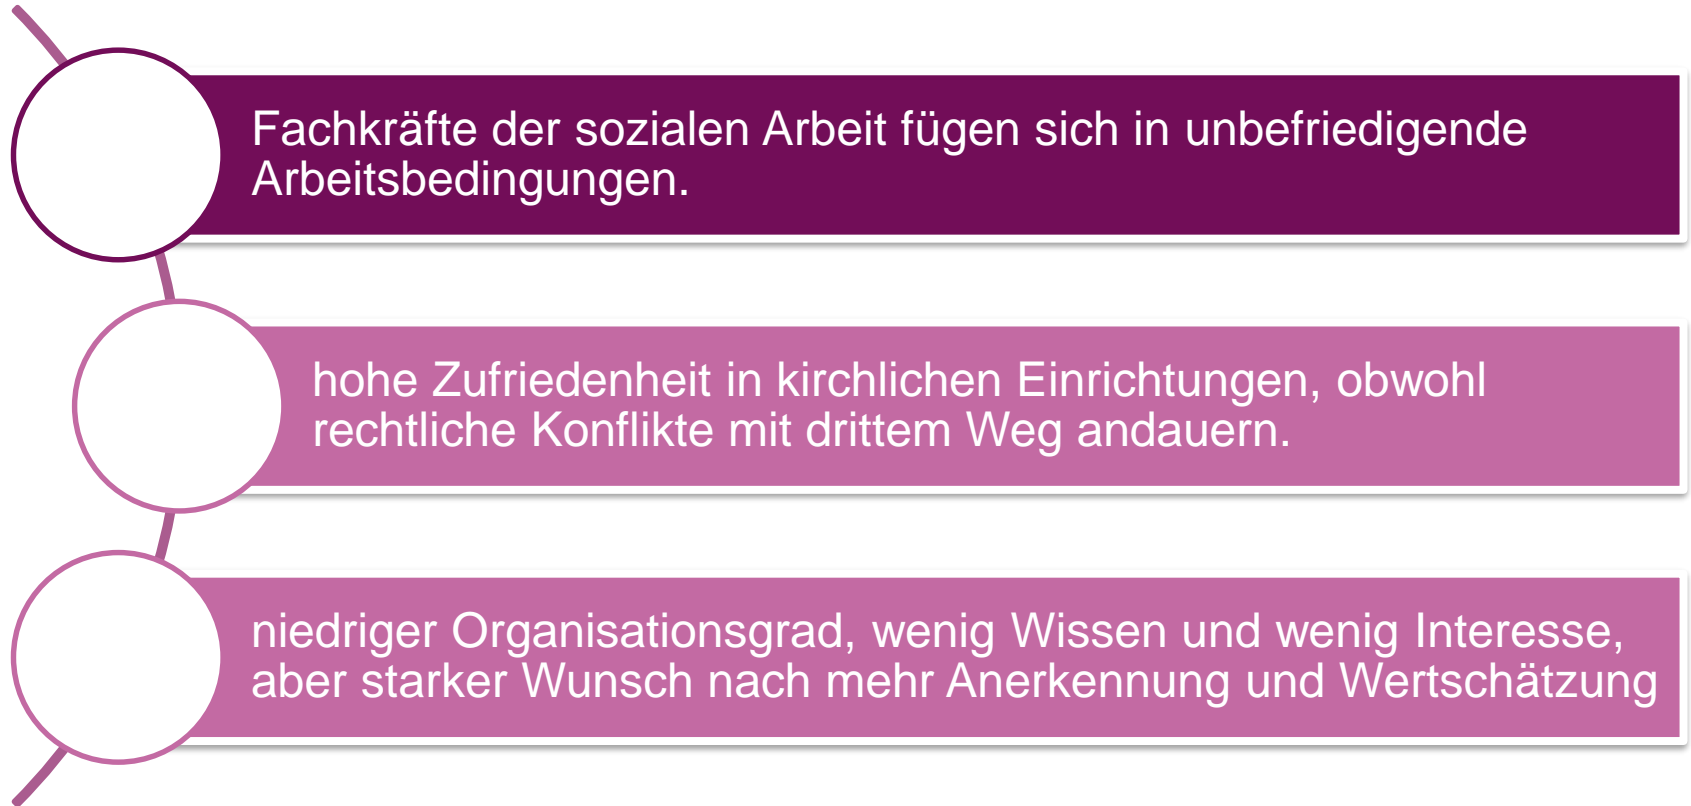 Fachkräfte der sozialen Arbeit fügen sich in unbefriedigende
Arbeitsbedingungen.
hohe Zufriedenheit in kirchlichen Einrichtungen, obwohl
rechtliche Konflikte mit drittem Weg andauern.
niedriger Organisationsgrad, wenig Wissen und wenig Interesse,
aber starker Wunsch nach mehr Anerkennung und Wertschätzung